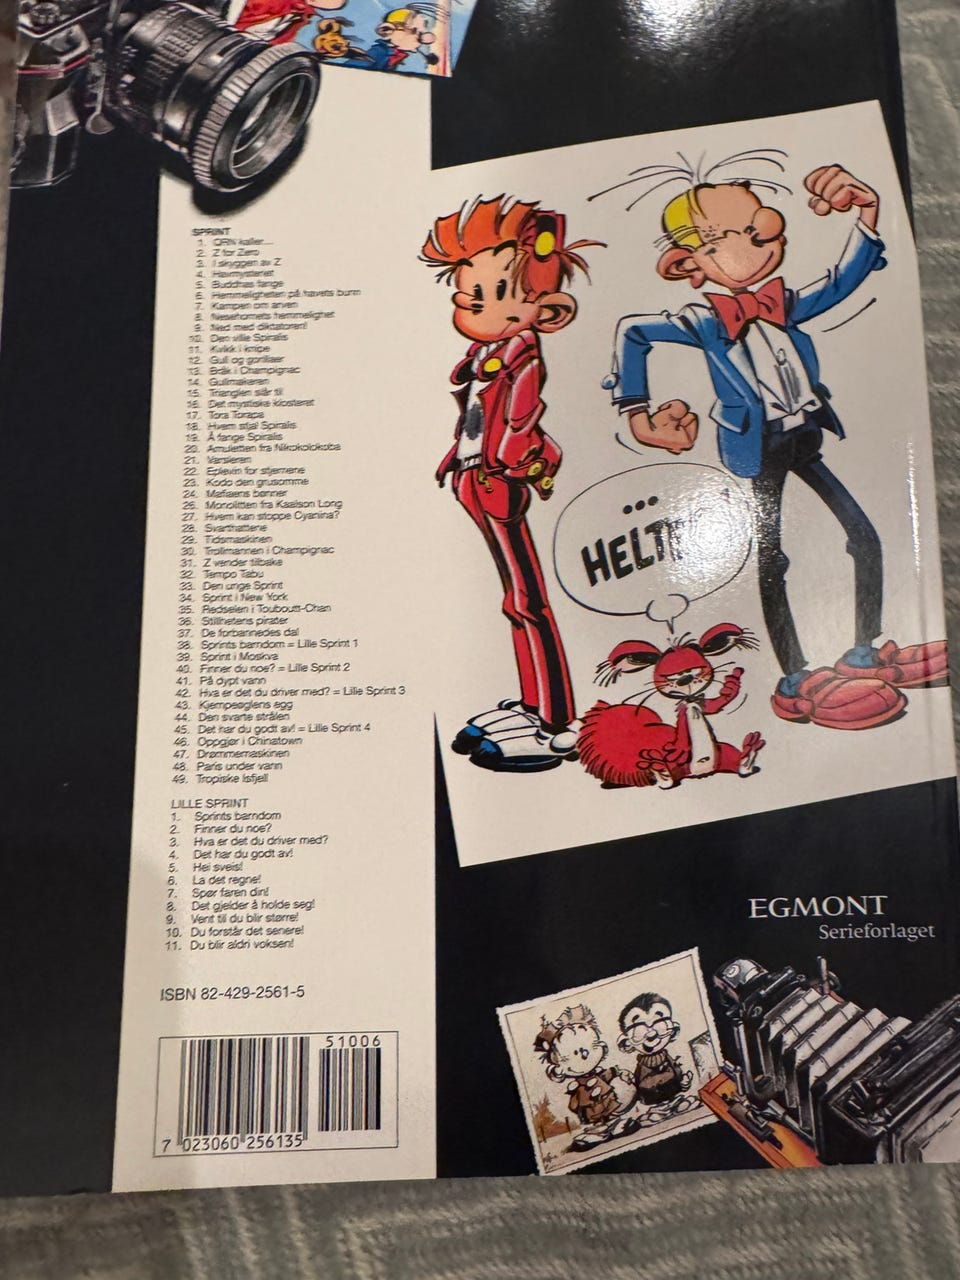 SPRINT
1. QRN kaller....
2. Z for Zero
3. I skyggen av Z
4. Havmysteriet
5. Buddhas fange
6. Hemmeligheten på havets bunn
7. Kampen om arven
8. Nesehornets hemmelighet
9. Ned med diktatoren!
10. Den ville Spiralis
11. Kvikk i knipe
12. Gull og gorillaer
13. Bråk i Champignac
14. Gullmakeren
15. Trianglen slår til
16. Det mystiske klosteret
17. Tora Torapa
18. Hvem stjal Spiralis
19. Å fange Spiralis
20. Amuletten fra Nikokolokoba
21. Varsleren
22. Eplevin for stjernene
23. Kodo den grusomme
24. Mafiaens bønner
26. Monolitten fra Kaalson Long
27. Hvem kan stoppe Cyanina?
28. Svarthattene
29. Tidsmaskinen
30. Trollmannen i Champignac
31. Z vender tilbake
32. Tempo Tabu
33. Den unge Sprint
34. Sprint i New York
35. Redselen i Touboutt-Chan
36. Stillhetens pirater
37. De forbannedes dal
38. Sprints barndom = Lille Sprint 1
39. Sprint i Moskva
40. Finner du noe? = Lille Sprint 2
41. På dypt vann
42. Hva er det du driver med? = Lille Sprint 3
43. Kjempeøglens egg
44. Den svarte strålen
45. Det har du godt av! = Lille Sprint 4
46. Oppgjør i Chinatown
47. Drømmemaskinen
48. Paris under vann
49. Tropiske Isfjell
LILLE SPRINT
1. Sprints barndom
2. Finner du noe?
3. Hva er det du driver med?
4. Det har du godt av!
5. Hei sveis!
6. La det regne!
7. Spør faren din!
8. Det gjelder å holde seg!
9. Vent til du blir større!
10. Du forstår det senere!
11. Du blir aldri voksen!
ISBN 82-429-2561-5
51006
7 023060 256135
...
EGMONT
Serieforlaget